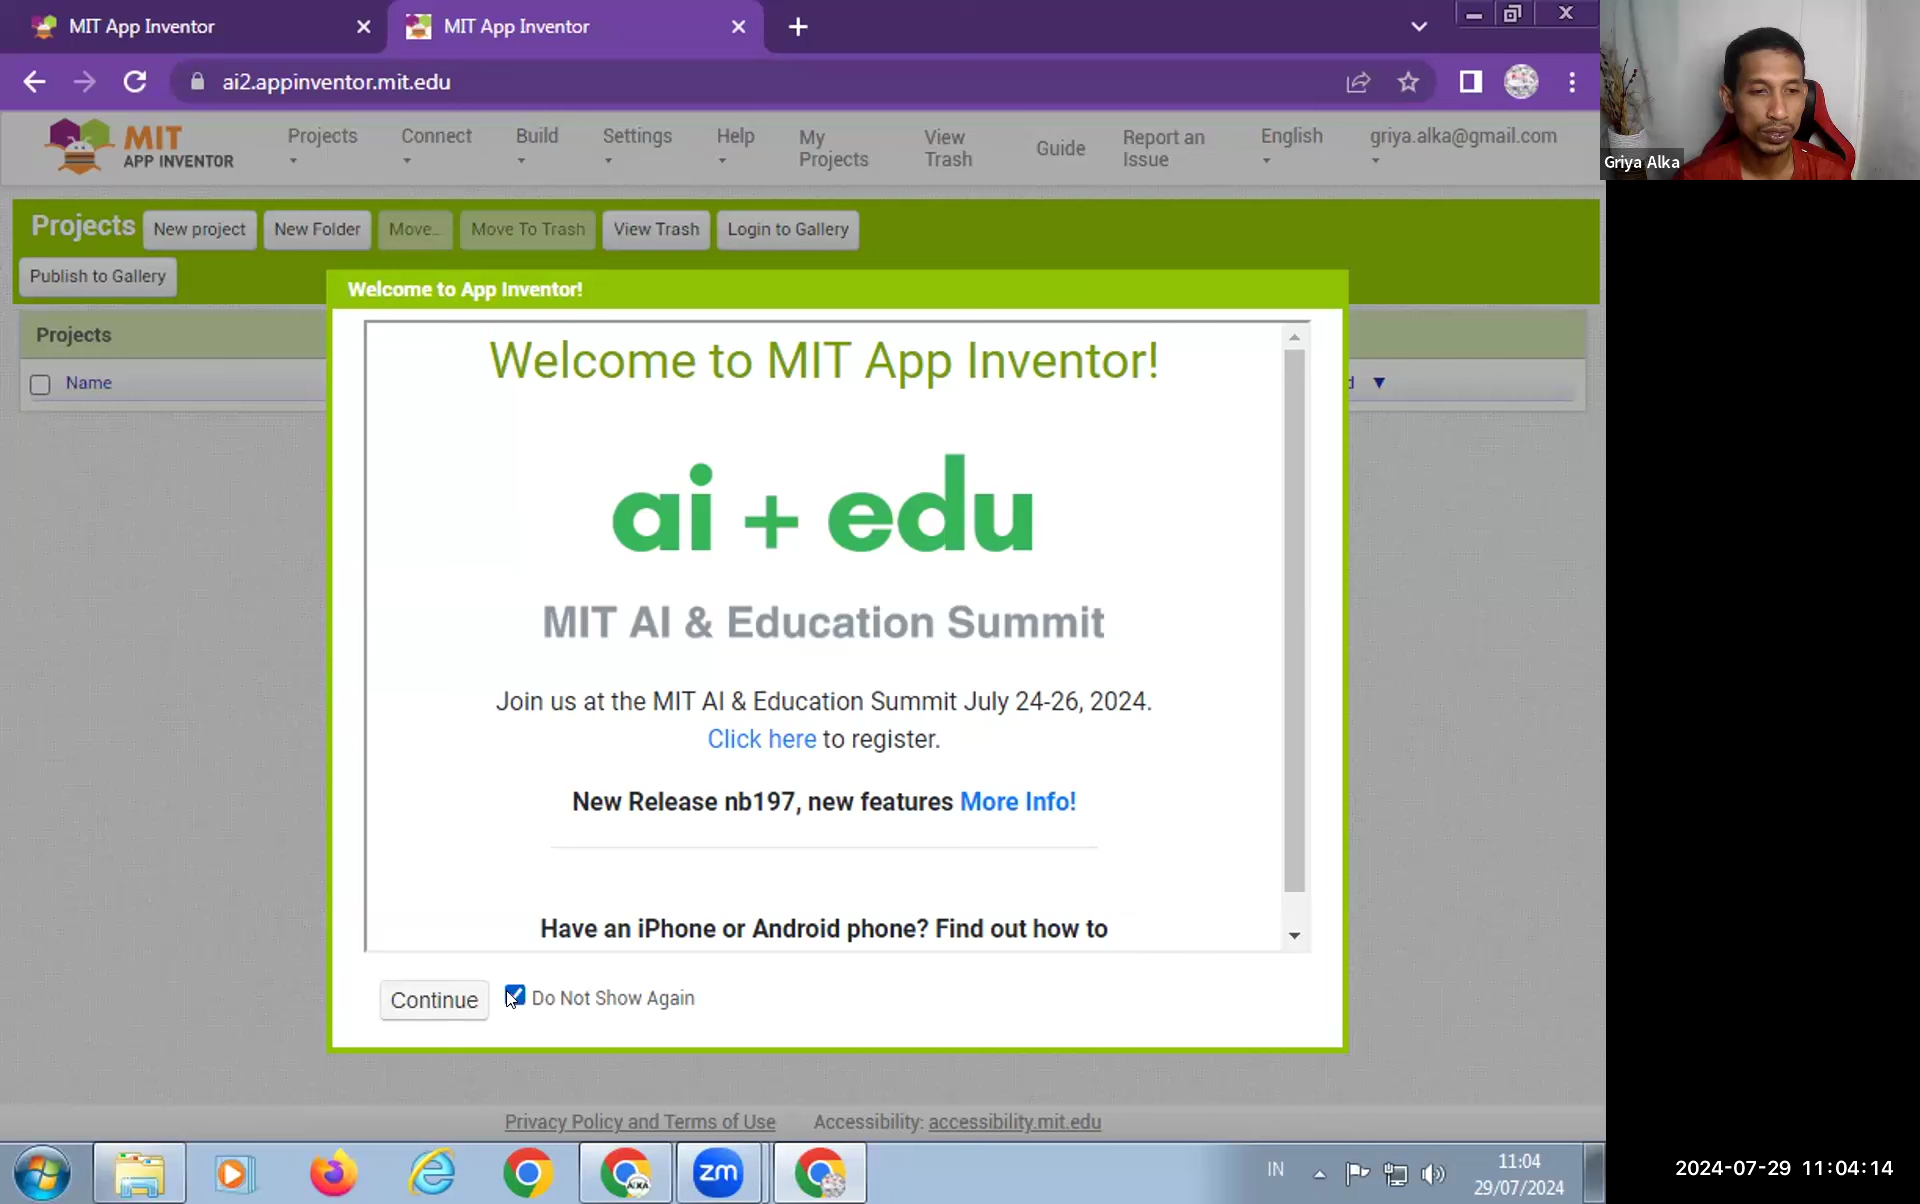 MIT App Inventor
MIT App Inventor
ai2.appinventor.mit.edu
MIT
APP INVENTOR
Projects
Connect
Build
Settings
Help
My
Projects
View
Trash
Guide
Report an
Issue
English
griya.alka@gmail.com
Griya Alka
Projects
New project
New Folder
Move...
Move To Trash
View Trash
Login to Gallery
Publish to Gallery
Welcome to App Inventor!
Projects
Name
d
Welcome to MIT App Inventor!
ai + edu
MIT AI & Education Summit
Join us at the MIT AI & Education Summit July 24-26, 2024.
Click here to register.
New Release nb197, new features More Info!
Have an iPhone or Android phone? Find out how to
Continue
Do Not Show Again
Privacy Policy and Terms of Use
Accessibility: accessibility.mit.edu
zm
IN
11:04
29/07/2024
2024-07-29 11:04:14